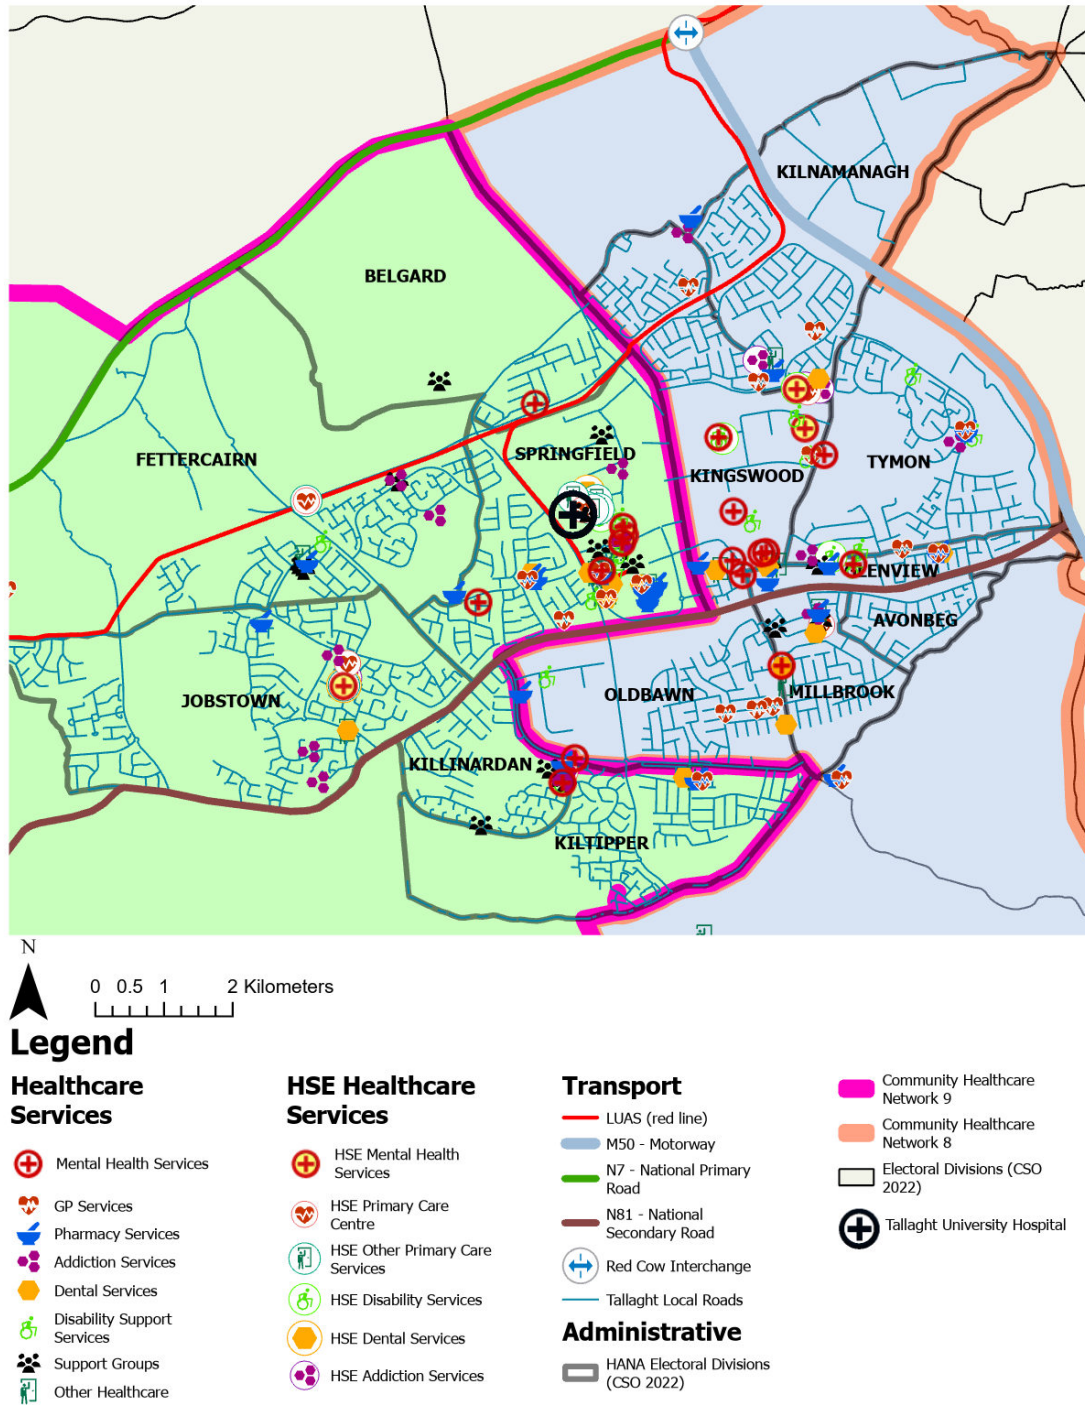 KILNAMANAGH
BELGARD
SPRINGFIELD
FETTERCAIRN
KINGSWOOD
TYMON
GLENVIEW
AVONBEG
JOBSTOWN
OLDBAWN
MILLBROOK
KILLINARDAN
KILTIPPER
N
0 0.5 1 2 Kilometers
Legend
Healthcare
Services
Mental Health Services
GP Services
Pharmacy Services
Addiction Services
Dental Services
Disability Support
Services
Support Groups
Other Healthcare
HSE Healthcare
Services
HSE Mental Health
Services
HSE Primary Care
Centre
HSE Other Primary Care
Services
HSE Disability Services
HSE Dental Services
HSE Addiction Services
Transport
LUAS (red line)
M50 - Motorway
N7 - National Primary
Road
N81 - National
Secondary Road
Red Cow Interchange
Tallaght Local Roads
Administrative
HANA Electoral Divisions
(CSO 2022)
Community Healthcare
Network 9
Community Healthcare
Network 8
Electoral Divisions (CSO
2022)
Tallaght University Hospital